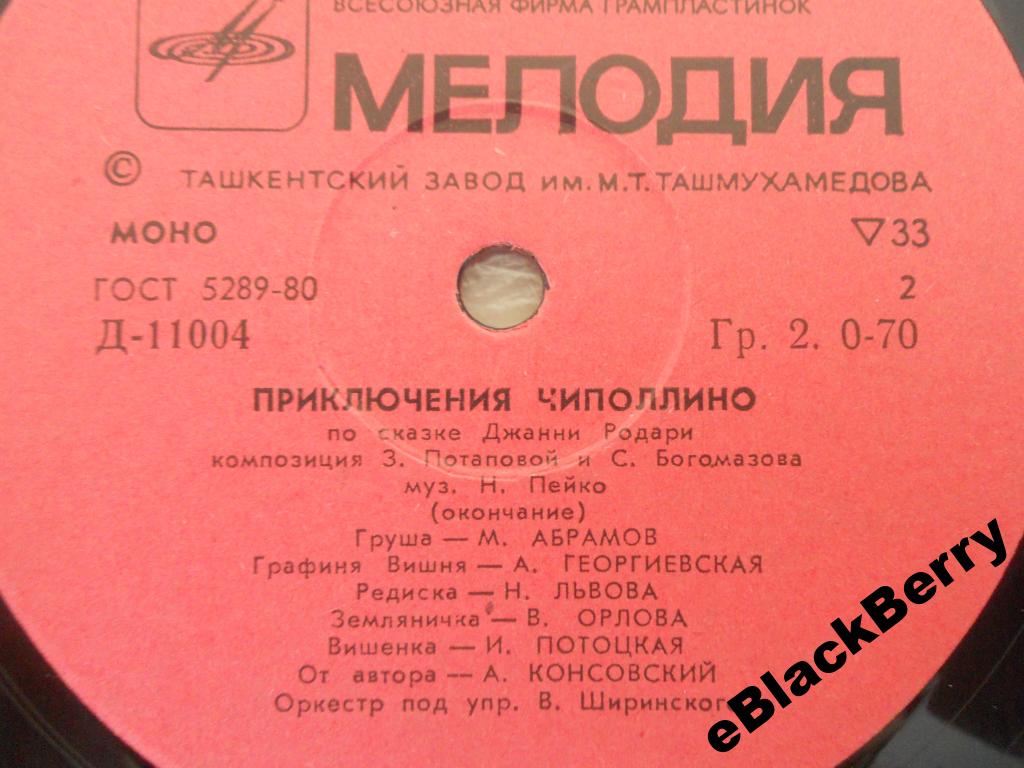 ВСЕСОЮЗНАЯ ФИРМА ГРАМПЛАСТИНОК
МЕЛОДИЯ
© ТАШКЕНТСКИЙ ЗАВОД ИМ. М.Т. ТАШМУХАМЕДОВА
МОНО ▽33
ГОСТ 5289-80 2
Д-11004 Гр. 2. 0-70
ПРИКЛЮЧЕНИЯ ЧИПОЛЛИНО
по сказке Джанни Родари
композиция З. Потаповой и С. Богомазова
муз. Н. Пейко
(окончание)
Груша — М. АБРАМОВ
Графиня Вишня — А. ГЕОРГИЕВСКАЯ
Редиска — Н. ЛЬВОВА
Земляничка — В. ОРЛОВА
Вишенка — И. ПОТОЦКАЯ
От автора — А. КОНСОВСКИЙ
Оркестр под упр. В. Ширинского
eBlackBerry